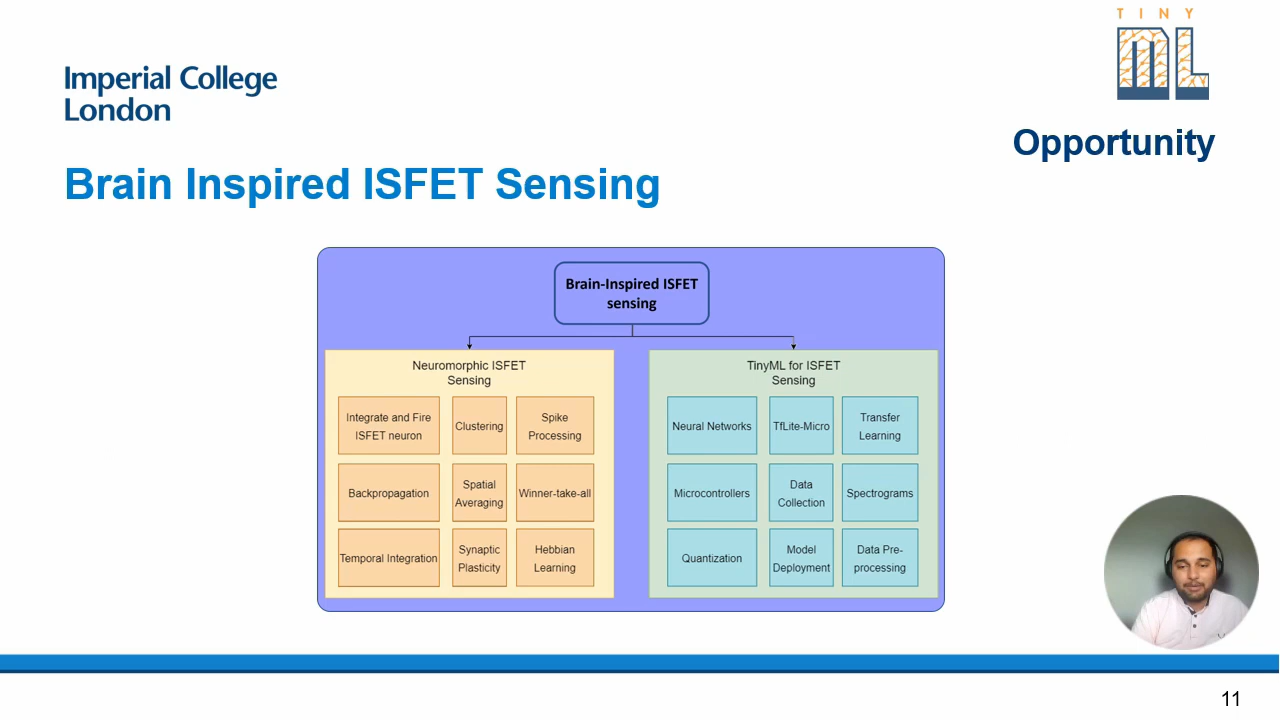 TINY
ML
Imperial College
London
Opportunity
Brain Inspired ISFET Sensing
Brain-Inspired ISFET
sensing
Neuromorphic ISFET
Sensing
Integrate and Fire
ISFET neuron
Clustering
Spike
Processing
Backpropagation
Spatial
Averaging
Winner-take-all
Temporal Integration
Synaptic
Plasticity
Hebbian
Learning
TinyML for ISFET
Sensing
Neural Networks
TfLite-Micro
Transfer
Learning
Microcontrollers
Data
Collection
Spectrograms
Quantization
Model
Deployment
Data Pre-
processing
11